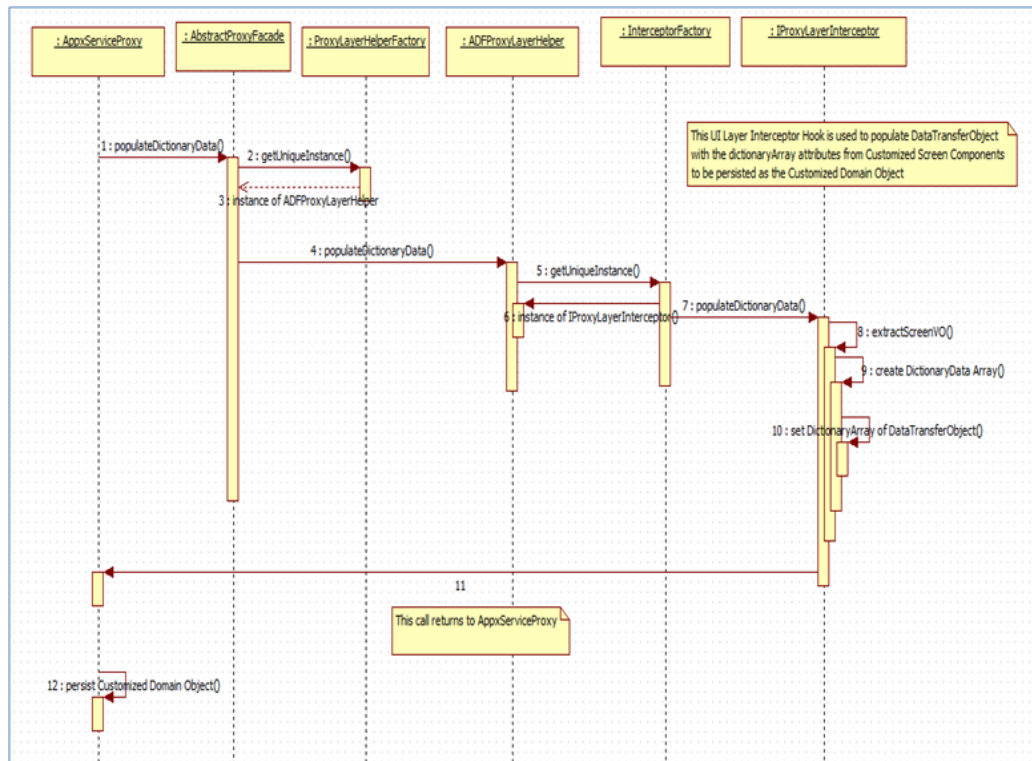 : AppxServiceProxy
: AbstractProxyFacade
: ProxyLayerHelperFactory
: ADFProxyLayerHelper
: InterceptorFactory
: IProxyLayerInterceptor
This UI Layer Interceptor Hook is used to populate DataTransferObject
with the dictionaryArray attributes from Customized Screen Components
to be persisted as the Customized Domain Object
1 : populateDictionaryData()
2 : getUniqueInstance()
3 : instance of ADFProxyLayerHelper
4 : populateDictionaryData()
5 : getUniqueInstance()
6 : instance of IProxyLayerInterceptor()
7 : populateDictionaryData()
8 : extractScreenVO()
9 : create DictionaryData Array()
10 : set DictionaryArray of DataTransferObject()
11
This call returns to AppxServiceProxy
12 : persist Customized Domain Object()